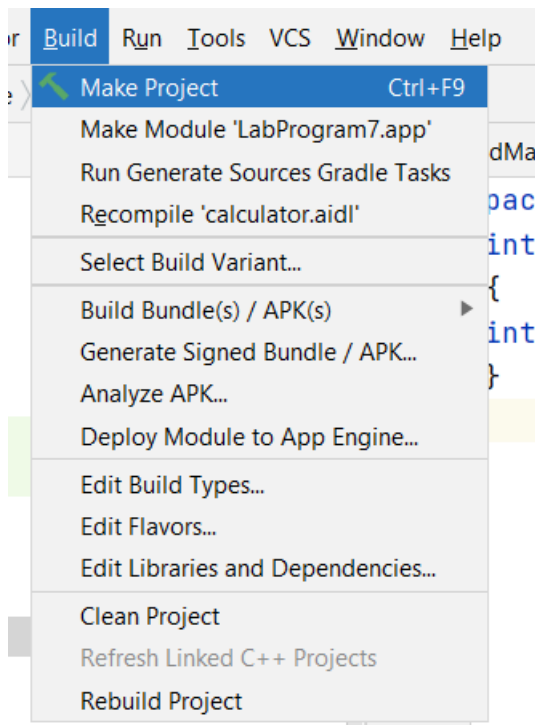 or Build Run Tools VCS Window Help
Make Project Ctrl+F9
Make Module 'LabProgram7.app'
dMa
Run Generate Sources Gradle Tasks
pac
Recompile 'calculator.aidl'
int
Select Build Variant...
{
Build Bundle(s) / APK(s)
int
Generate Signed Bundle / APK...
}
Analyze APK...
Deploy Module to App Engine...
Edit Build Types...
Edit Flavors...
Edit Libraries and Dependencies...
Clean Project
Refresh Linked C++ Projects
Rebuild Project